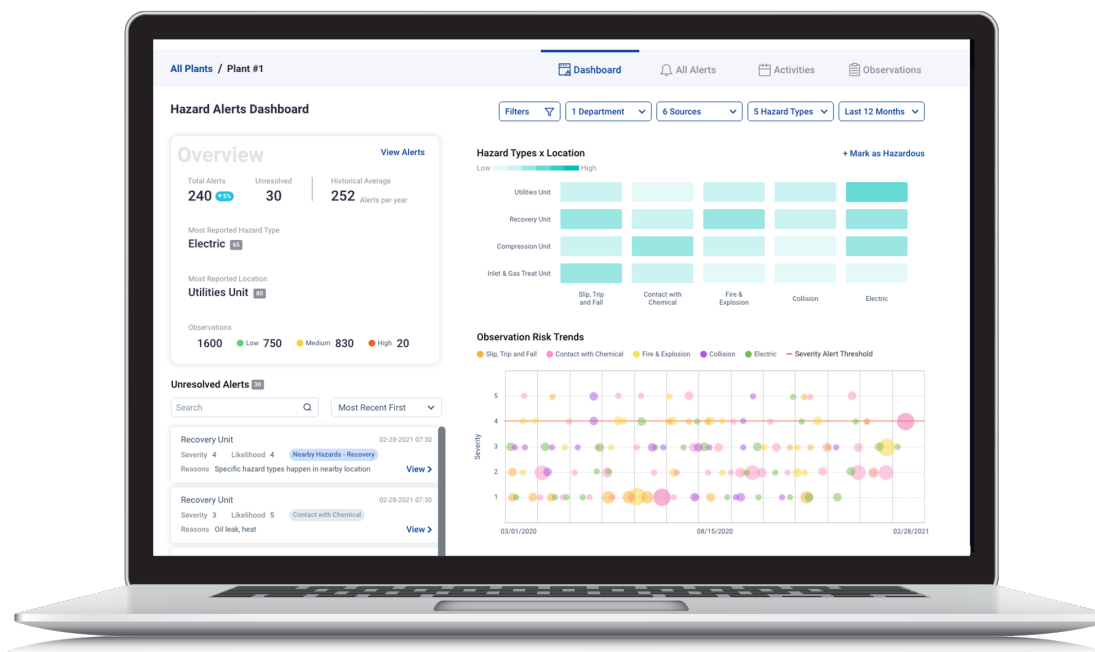 All Plants / Plant #1
Dashboard
All Alerts
Activities
Observations
Hazard Alerts Dashboard
Filters
1 Department
6 Sources
5 Hazard Types
Last 12 Months
Overview
View Alerts
Total Alerts
Unresolved
Historical Average
240 ▼5%
30
252 Alerts per year
Most Reported Hazard Type
Electric 65
Most Reported Location
Utilities Unit 80
Observations
1600 Low 750 Medium 830 High 20
Unresolved Alerts 30
Search
Most Recent First
Recovery Unit 02-28-2021 07:30
Severity 4 Likelihood 4 Nearby Hazards - Recovery
Reasons Specific hazard types happen in nearby location View >
Recovery Unit 02-28-2021 07:30
Severity 3 Likelihood 5 Contact with Chemical
Reasons Oil leak, heat View >
Hazard Types x Location
+ Mark as Hazardous
Low High
Utilities Unit
Recovery Unit
Compression Unit
Inlet & Gas Treat Unit
Slip, Trip
and Fall
Contact with
Chemical
Fire &
Explosion
Collision
Electric
Observation Risk Trends
Slip, Trip and Fall Contact with Chemical Fire & Explosion Collision Electric Severity Alert Threshold
Severity
5
4
3
2
1
03/01/2020
08/15/2020
02/28/2021